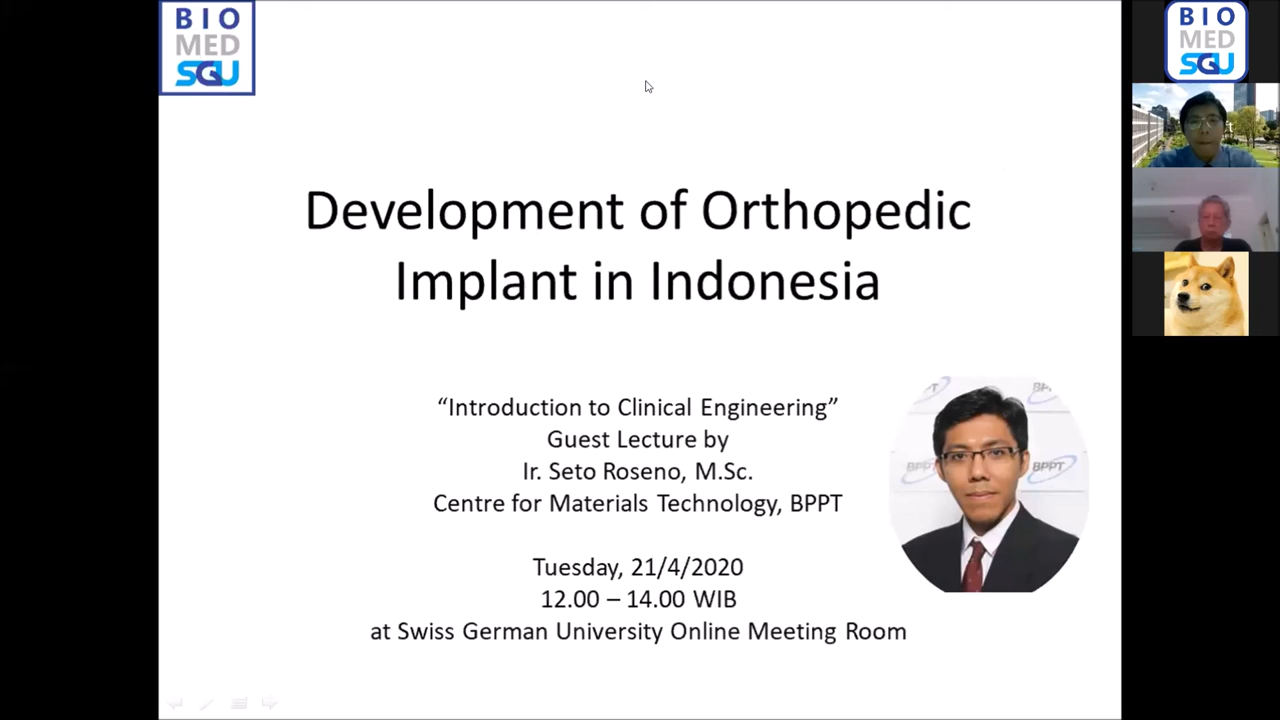 BIO
MED
SGU
Development of Orthopedic
Implant in Indonesia
“Introduction to Clinical Engineering”
Guest Lecture by
Ir. Seto Roseno, M.Sc.
Centre for Materials Technology, BPPT
Tuesday, 21/4/2020
12.00 – 14.00 WIB
at Swiss German University Online Meeting Room
BPPT
BIO
MED
SGU